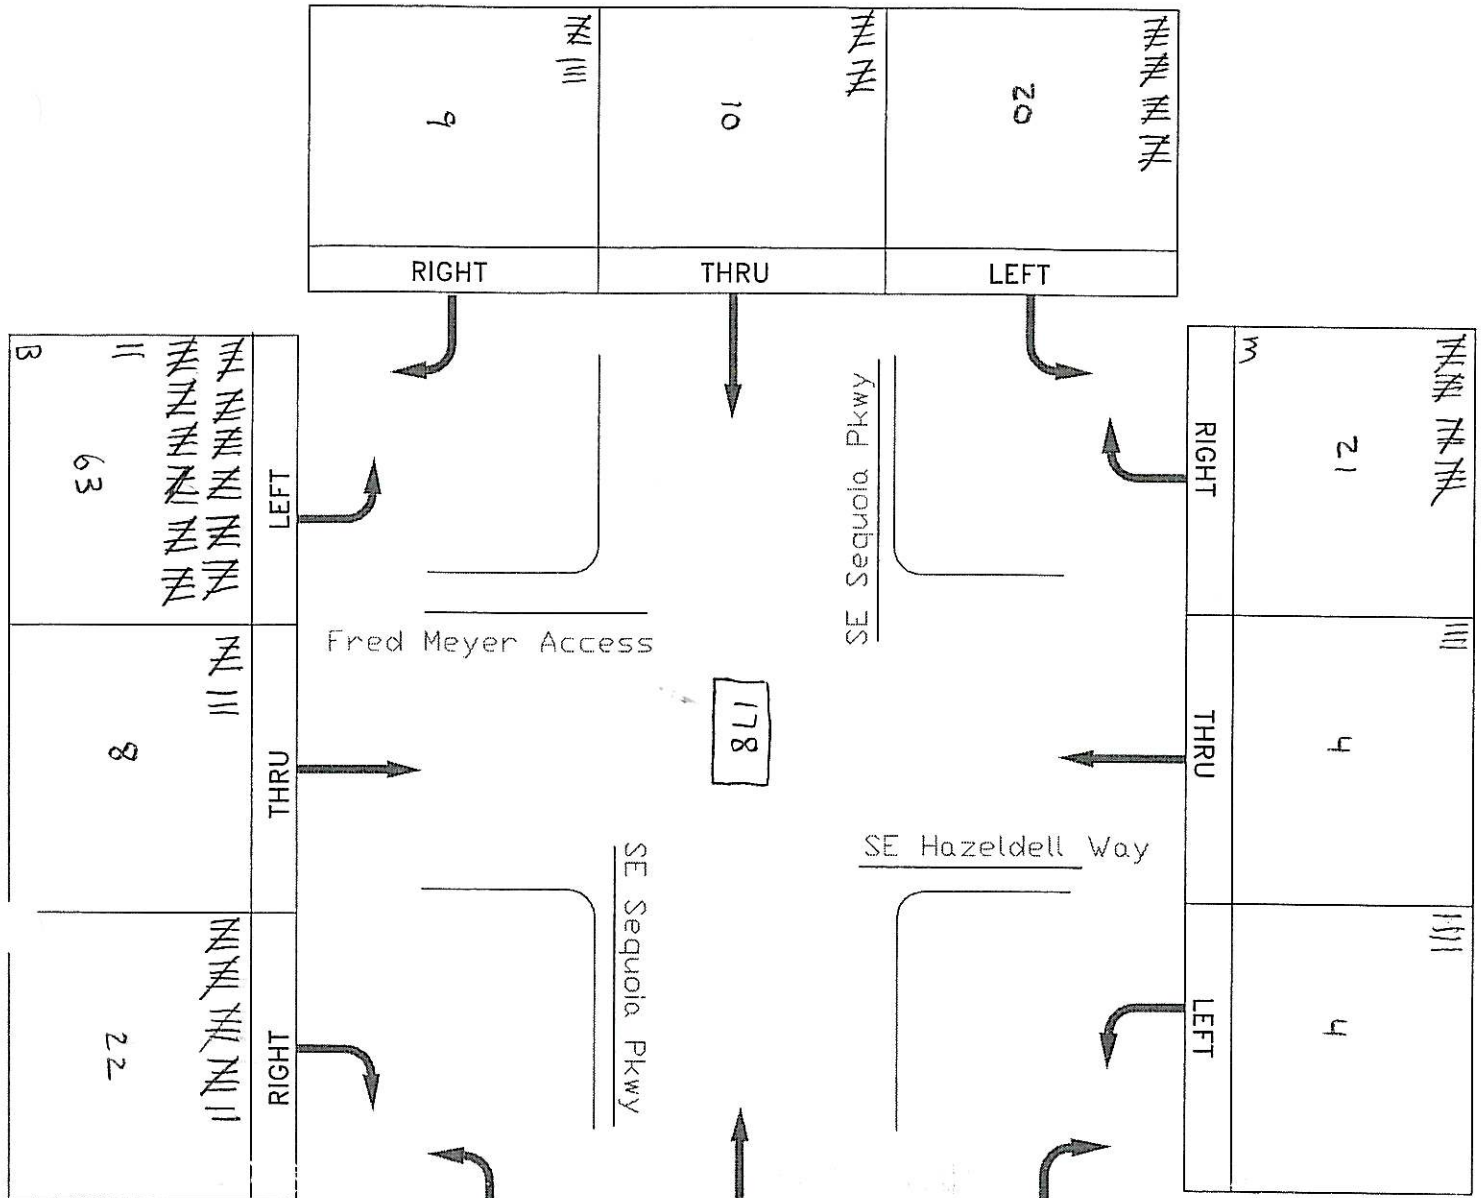 9
10
20
RIGHT
THRU
LEFT
B
63
LEFT
8
THRU
22
RIGHT
Fred Meyer Access
SE Sequoia Pkwy
178
SE Hazeldell Way
SE Sequoia Pkwy
21
RIGHT
4
THRU
4
LEFT